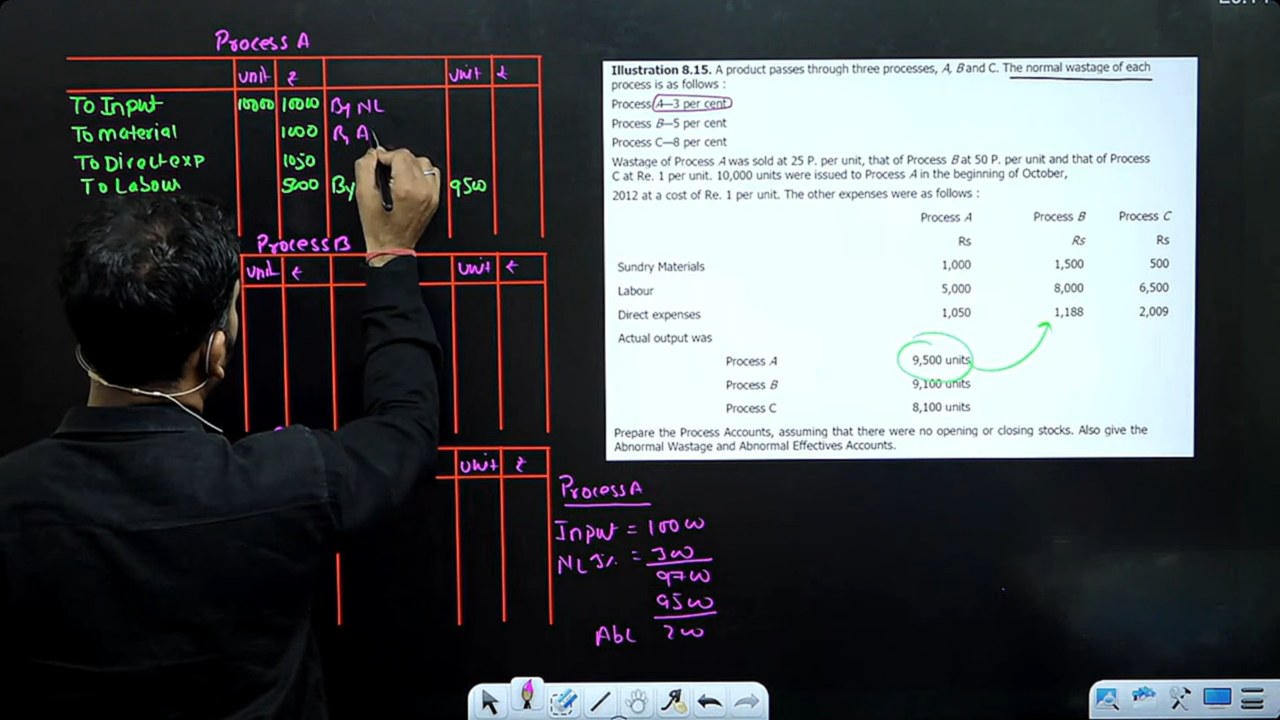 Process A
unit ₹ unit ₹
To Input 10000 10000 By NL
To material 1000 By A
To Direct exp 1050
To Labour 5000 By 9500
Process B
unit ₹ unit ₹
unit ₹
Process A
Input = 10000
NL 3% = 300
9700
9500
AbL 200
Illustration 8.15. A product passes through three processes, A, B and C. The normal wastage of each
process is as follows :
Process A—3 per cent
Process B—5 per cent
Process C—8 per cent
Wastage of Process A was sold at 25 P. per unit, that of Process B at 50 P. per unit and that of Process
C at Re. 1 per unit. 10,000 units were issued to Process A in the beginning of October,
2012 at a cost of Re. 1 per unit. The other expenses were as follows :
Process A Process B Process C
Rs Rs Rs
Sundry Materials 1,000 1,500 500
Labour 5,000 8,000 6,500
Direct expenses 1,050 1,188 2,009
Actual output was
Process A 9,500 units
Process B 9,100 units
Process C 8,100 units
Prepare the Process Accounts, assuming that there were no opening or closing stocks. Also give the
Abnormal Wastage and Abnormal Effectives Accounts.